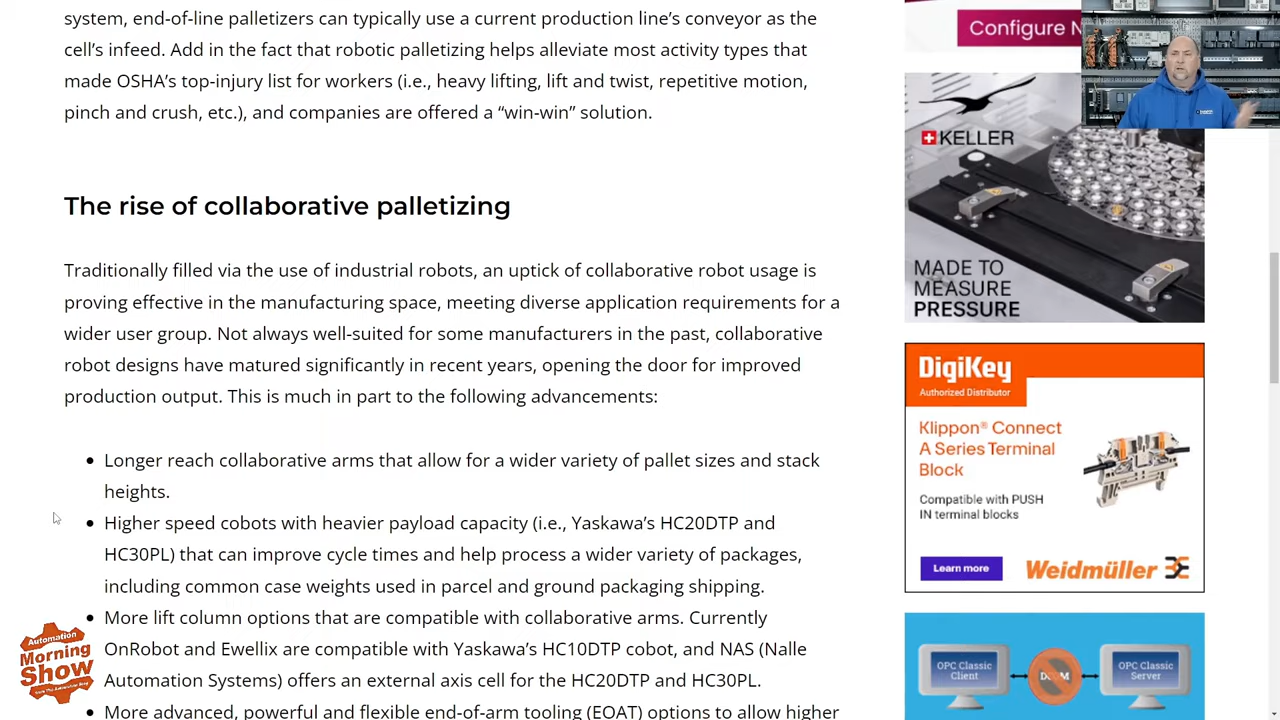 system, end-of-line palletizers can typically use a current production line's conveyor as the
cell's infeed. Add in the fact that robotic palletizing helps alleviate most activity types that
made OSHA's top-injury list for workers (i.e., heavy lifting, lift and twist, repetitive motion,
pinch and crush, etc.), and companies are offered a “win-win” solution.
The rise of collaborative palletizing
Traditionally filled via the use of industrial robots, an uptick of collaborative robot usage is
proving effective in the manufacturing space, meeting diverse application requirements for a
wider user group. Not always well-suited for some manufacturers in the past, collaborative
robot designs have matured significantly in recent years, opening the door for improved
production output. This is much in part to the following advancements:
• Longer reach collaborative arms that allow for a wider variety of pallet sizes and stack
heights.
• Higher speed cobots with heavier payload capacity (i.e., Yaskawa's HC20DTP and
HC30PL) that can improve cycle times and help process a wider variety of packages,
including common case weights used in parcel and ground packaging shipping.
• More lift column options that are compatible with collaborative arms. Currently
OnRobot and Ewellix are compatible with Yaskawa's HC10DTP cobot, and NAS (Nalle
Automation Systems) offers an external lift cell for the HC20DTP and HC30PL.
• More advanced, powerful and flexible end-of-arm tooling (EOAT) options to allow higher
Configure
KELLER
MADE TO
MEASURE
PRESSURE
DigiKey
Authorized Distributor
Klippon® Connect
A Series Terminal
Block
Compatible with PUSH
IN terminal blocks
Learn more
Weidmüller
OPC Classic
Client
OPC Classic
Server
Automation
Morning
Show
from The Automation Blog